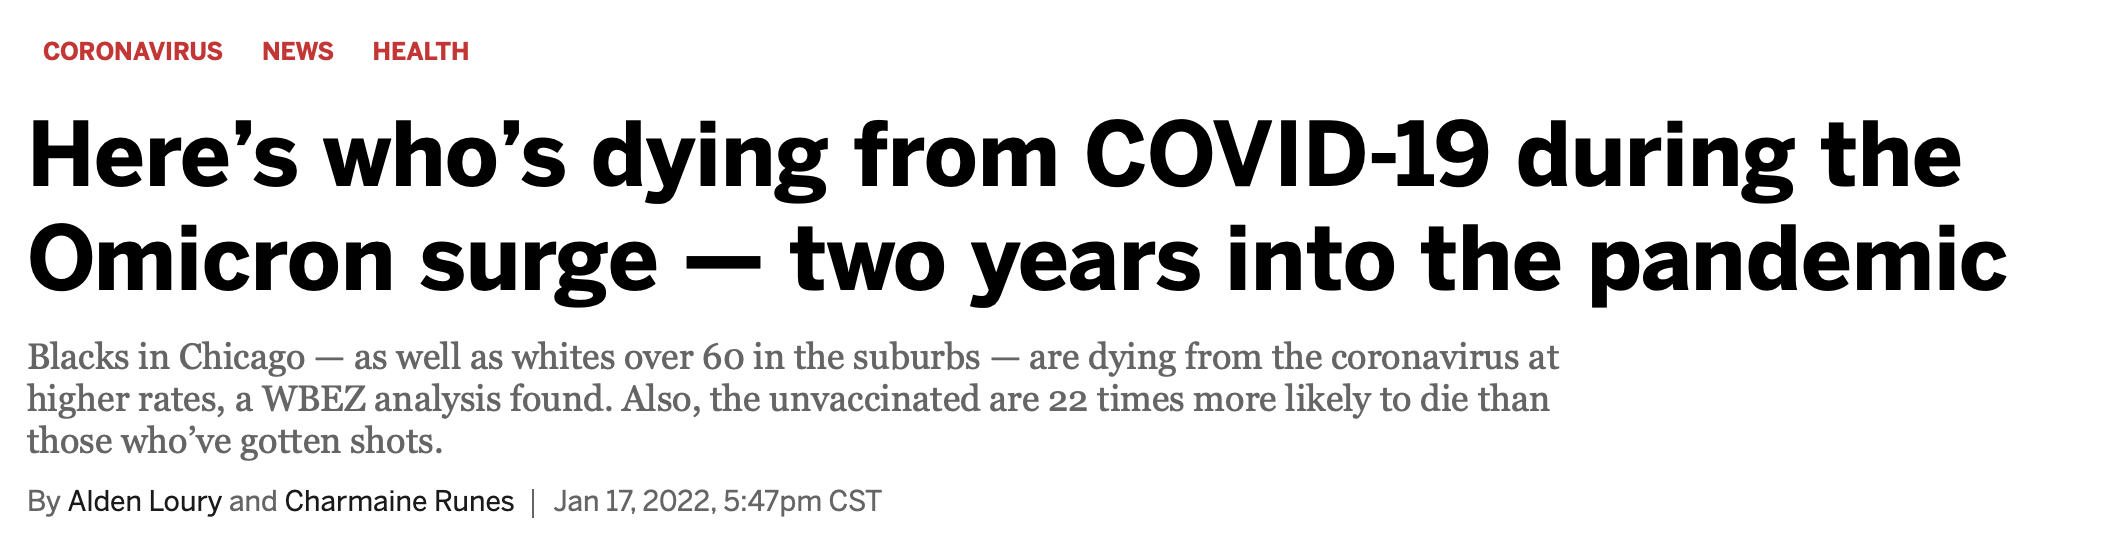 CORONAVIRUS NEWS HEALTH
Here’s who’s dying from COVID-19 during the
Omicron surge — two years into the pandemic
Blacks in Chicago — as well as whites over 60 in the suburbs — are dying from the coronavirus at
higher rates, a WBEZ analysis found. Also, the unvaccinated are 22 times more likely to die than
those who’ve gotten shots.
By Alden Loury and Charmaine Runes | Jan 17, 2022, 5:47pm CST